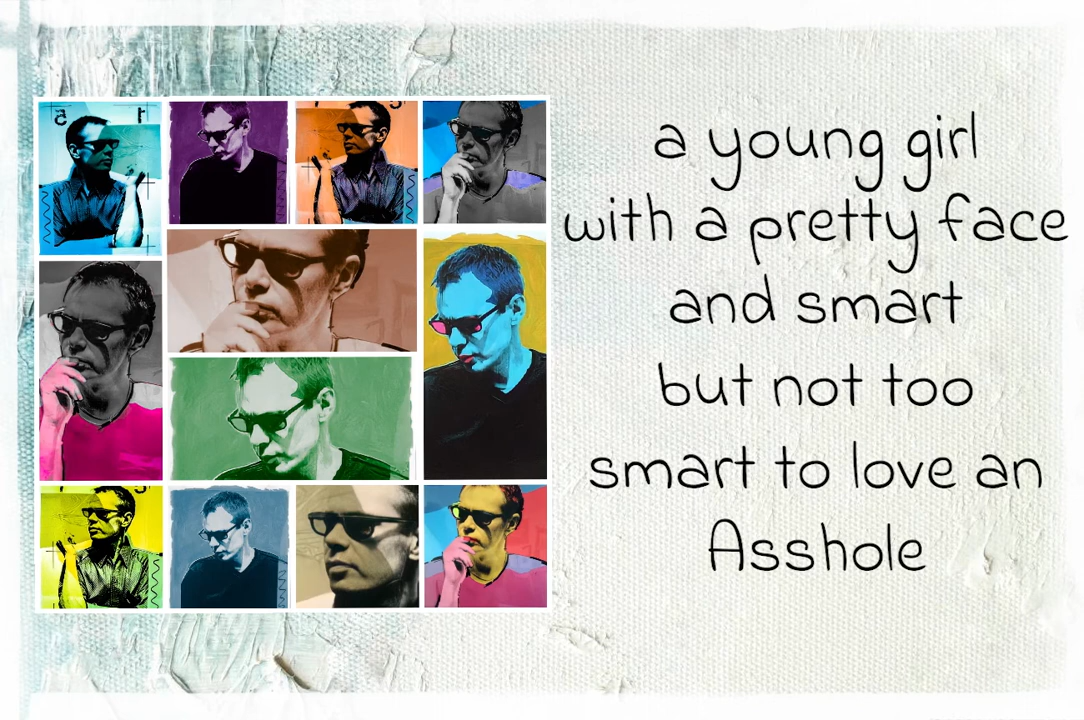 a young girl
with a pretty face
and smart
but not too
smart to love an
Asshole